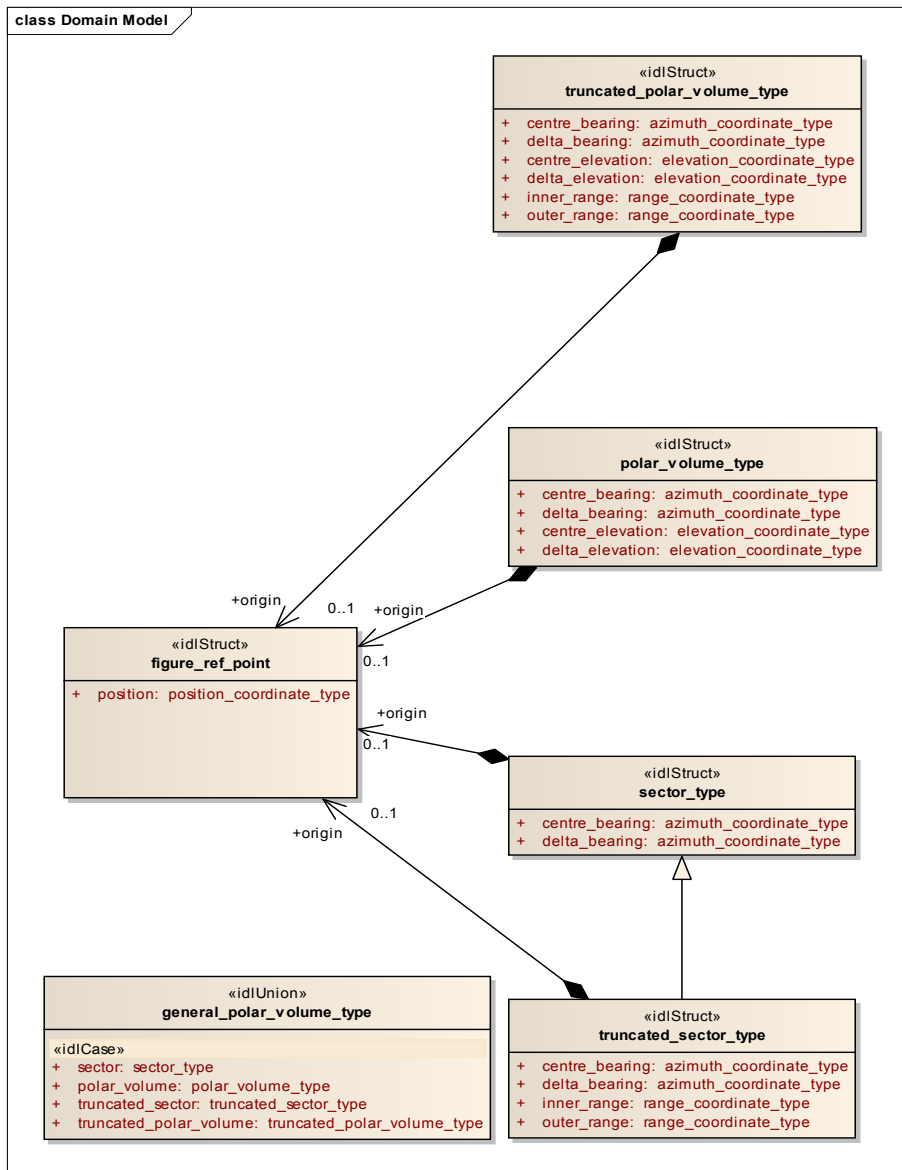 class Domain Model
«idlStruct»
truncated_polar_volume_type
+ centre_bearing: azimuth_coordinate_type
+ delta_bearing: azimuth_coordinate_type
+ centre_elevation: elevation_coordinate_type
+ delta_elevation: elevation_coordinate_type
+ inner_range: range_coordinate_type
+ outer_range: range_coordinate_type
«idlStruct»
polar_volume_type
+ centre_bearing: azimuth_coordinate_type
+ delta_bearing: azimuth_coordinate_type
+ centre_elevation: elevation_coordinate_type
+ delta_elevation: elevation_coordinate_type
+origin
0..1
+origin
0..1
«idlStruct»
figure_ref_point
+ position: position_coordinate_type
+origin
0..1
0..1
+origin
«idlStruct»
sector_type
+ centre_bearing: azimuth_coordinate_type
+ delta_bearing: azimuth_coordinate_type
«idlUnion»
general_polar_volume_type
«idlCase»
+ sector: sector_type
+ polar_volume: polar_volume_type
+ truncated_sector: truncated_sector_type
+ truncated_polar_volume: truncated_polar_volume_type
«idlStruct»
truncated_sector_type
+ centre_bearing: azimuth_coordinate_type
+ delta_bearing: azimuth_coordinate_type
+ inner_range: range_coordinate_type
+ outer_range: range_coordinate_type